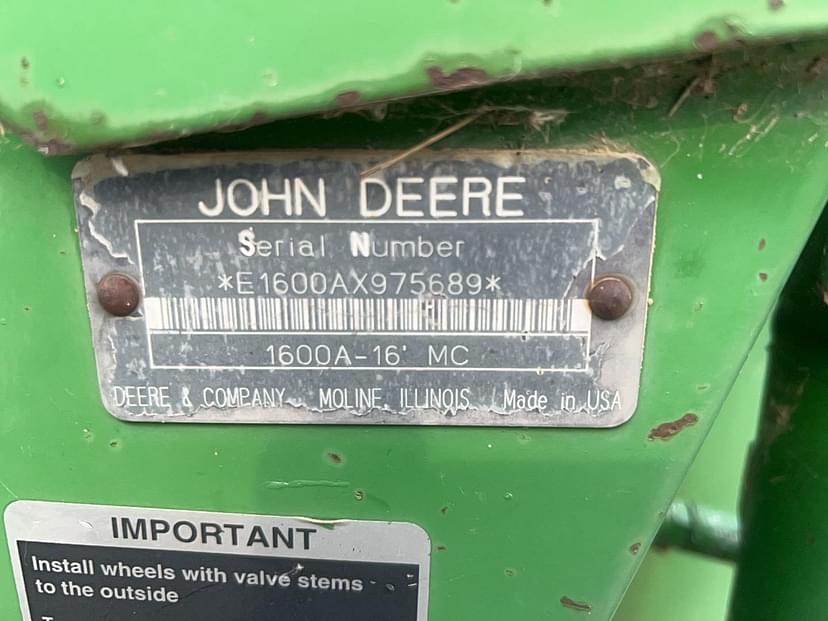 JOHN DEERE
Serial Number
*E1600AX975689*
1600A-16' MC
DEERE & COMPANY MOLINE, ILLINOIS Made in USA
IMPORTANT
Install wheels with valve stems
to the outside